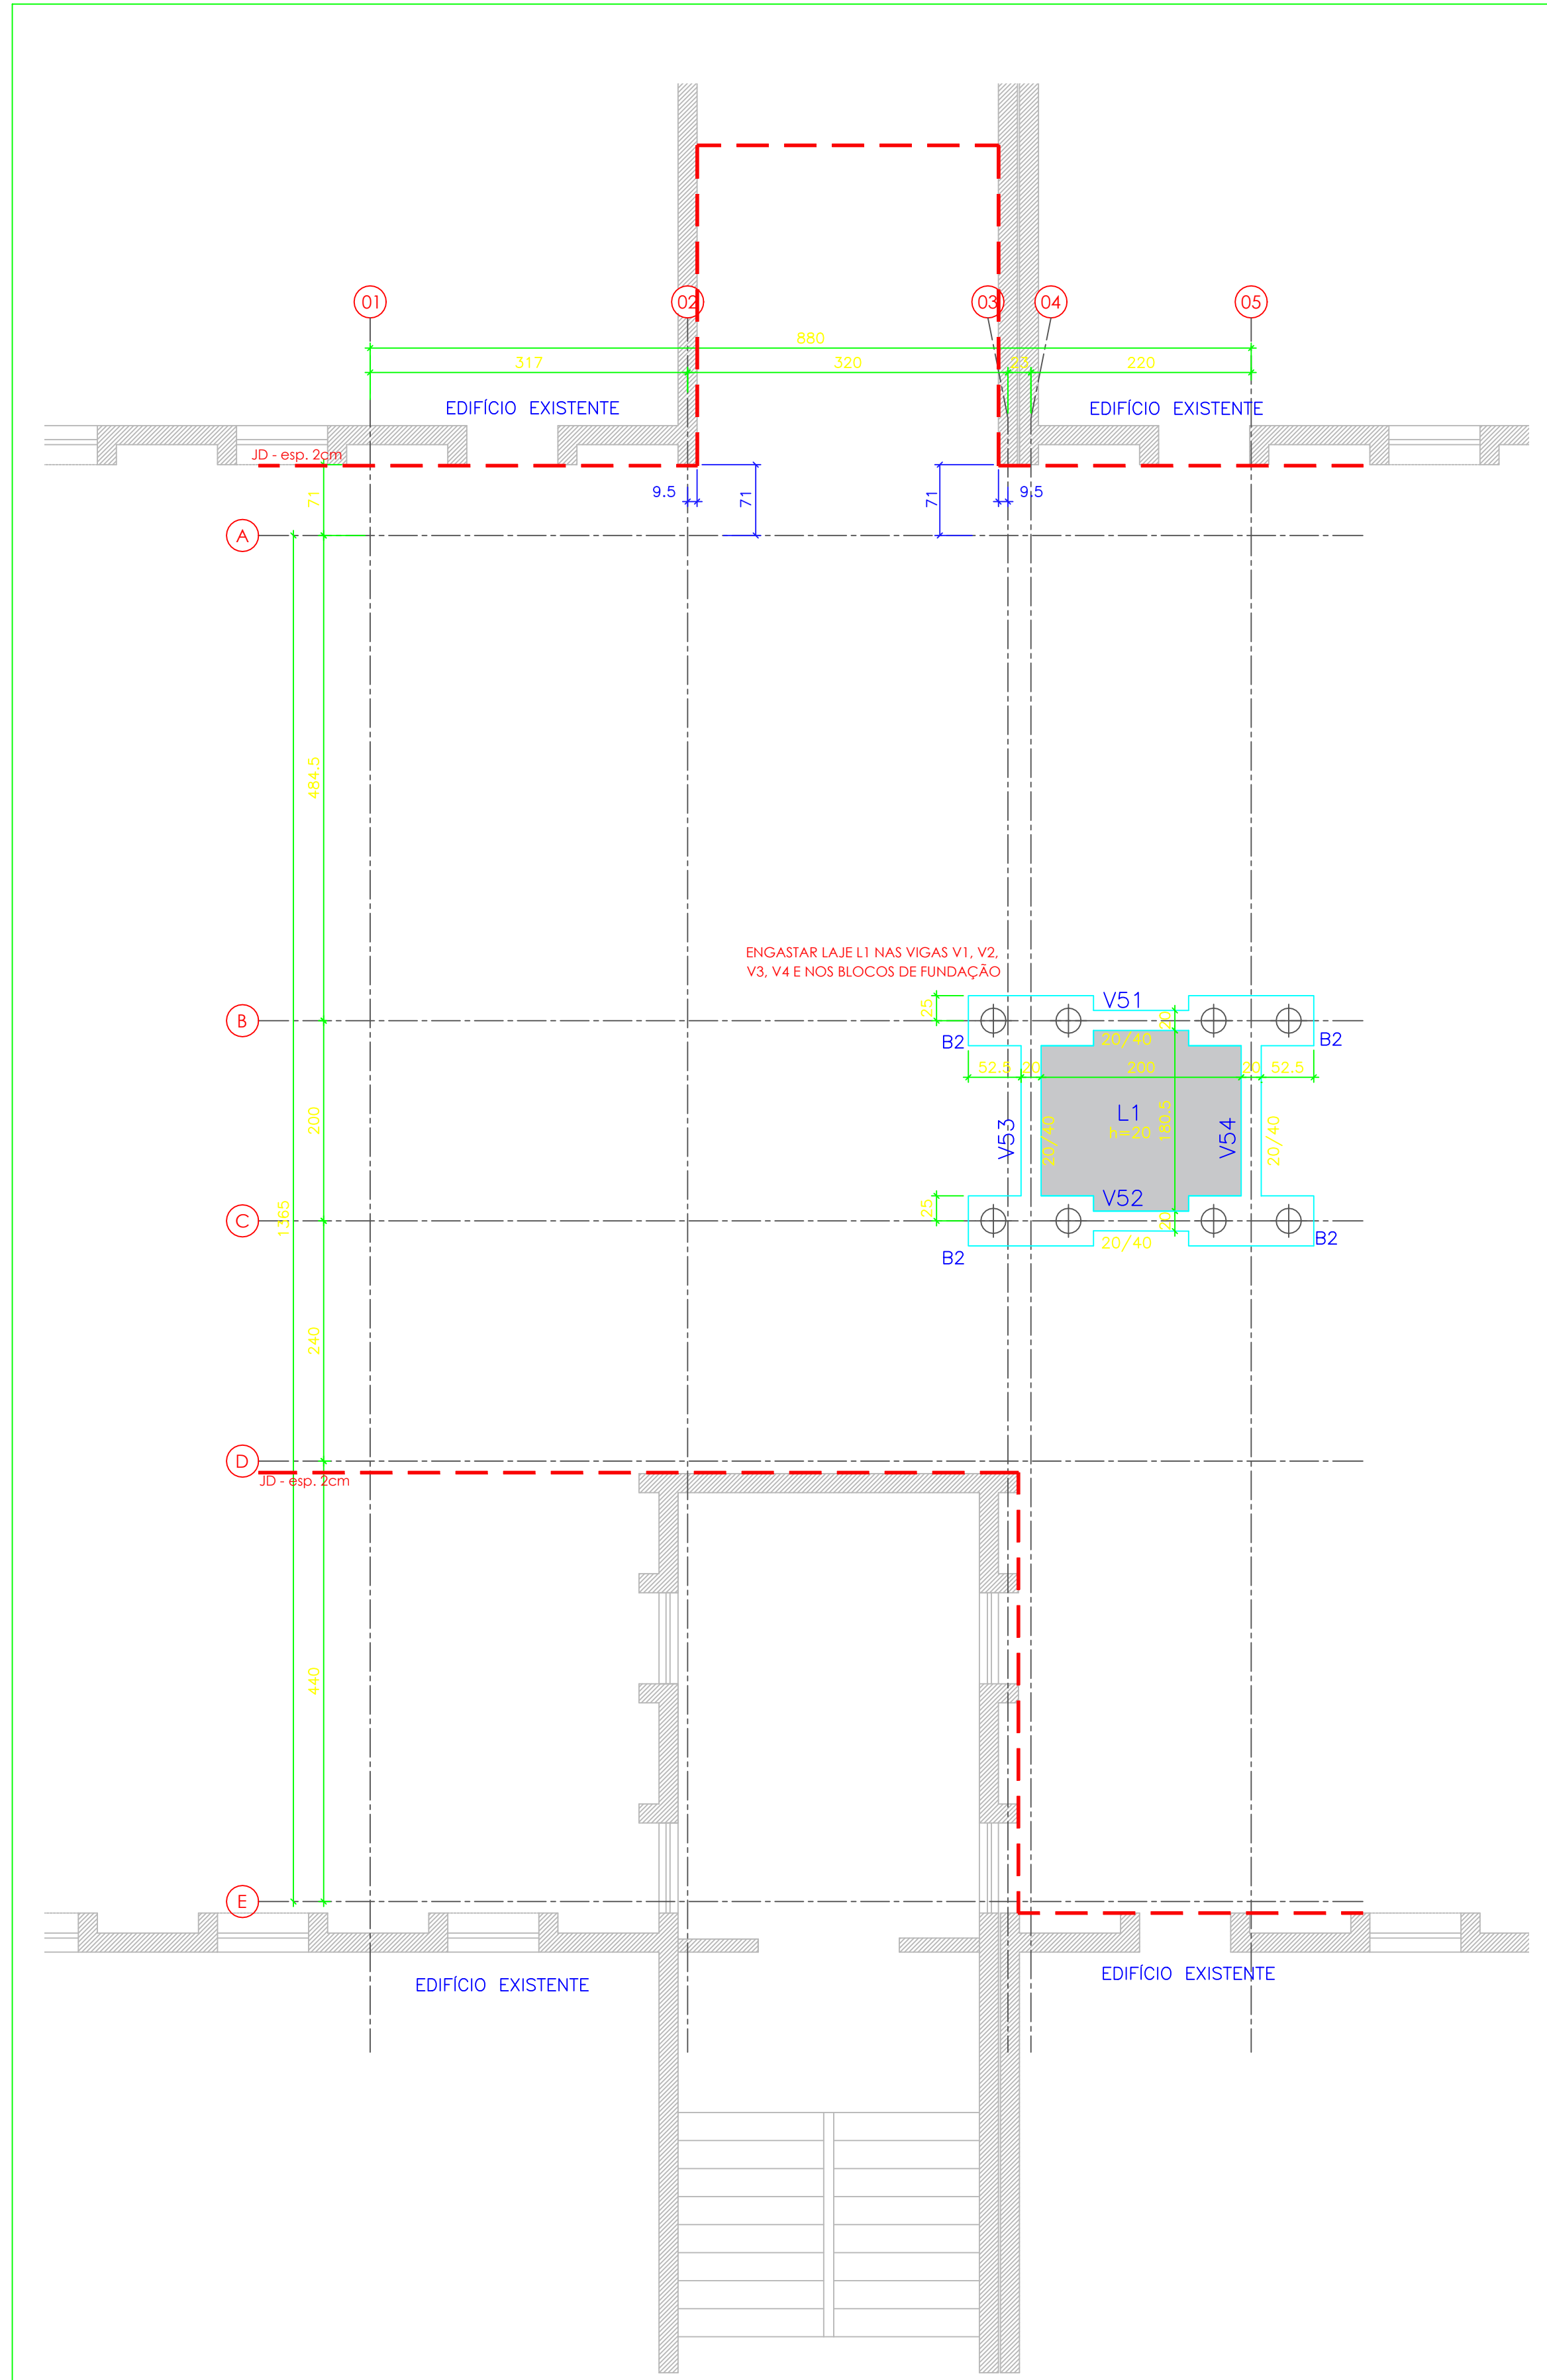 01
02
03
04
05
880
317
320
23
220
EDIFÍCIO EXISTENTE
EDIFÍCIO EXISTENTE
JD - esp. 2cm
71
9.5
71
71
9.5
A
484.5
ENGASTAR LAJE L1 NAS VIGAS V1, V2,
V3, V4 E NOS BLOCOS DE FUNDAÇÃO
B
25
V51
20
20/40
B2
B2
52.5
20
200
20
52.5
200
L1
h=20
180.5
V53
20/40
V54
20/40
1365
C
25
V52
20
20/40
B2
B2
240
D
JD - esp. 2cm
440
E
EDIFÍCIO EXISTENTE
EDIFÍCIO EXISTENTE